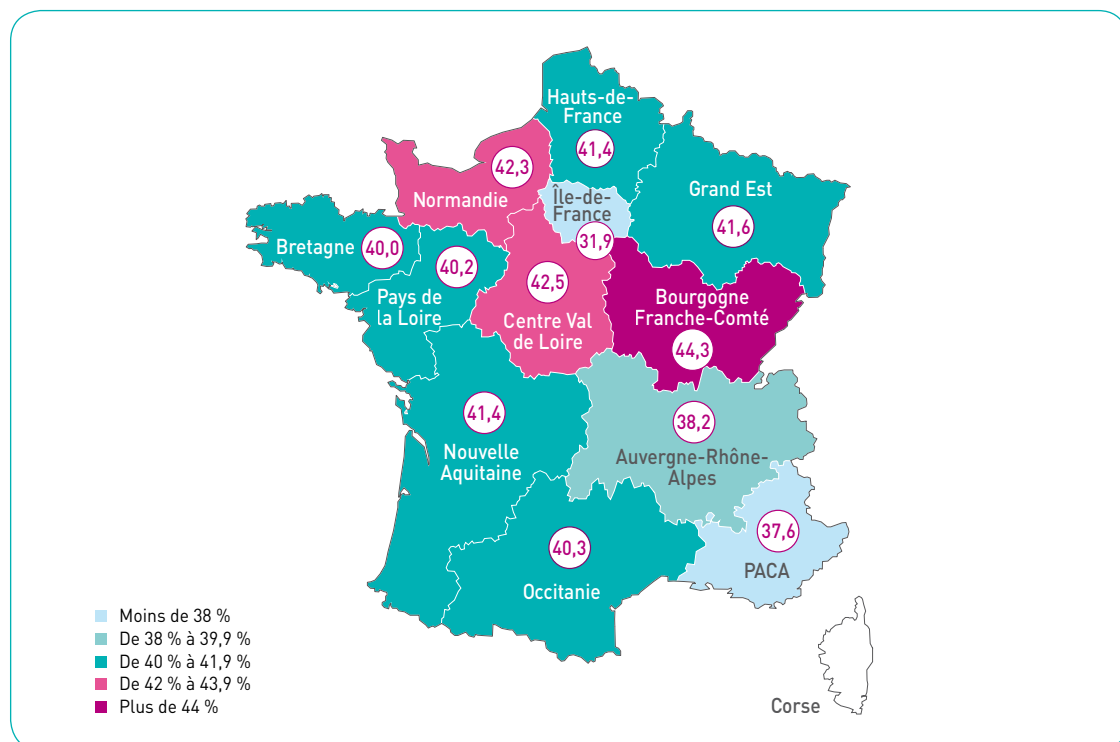 Hauts-de-
France
41,4
42,3
Normandie
Île-de-
France
31,9
Grand Est
41,6
Bretagne
40,0
40,2
Pays de
la Loire
42,5
Centre Val
de Loire
Bourgogne
Franche-Comté
44,3
41,4
Nouvelle
Aquitaine
38,2
Auvergne-Rhône-
Alpes
40,3
Occitanie
37,6
PACA
Moins de 38 %
De 38 % à 39,9 %
De 40 % à 41,9 %
De 42 % à 43,9 %
Plus de 44 %
Corse